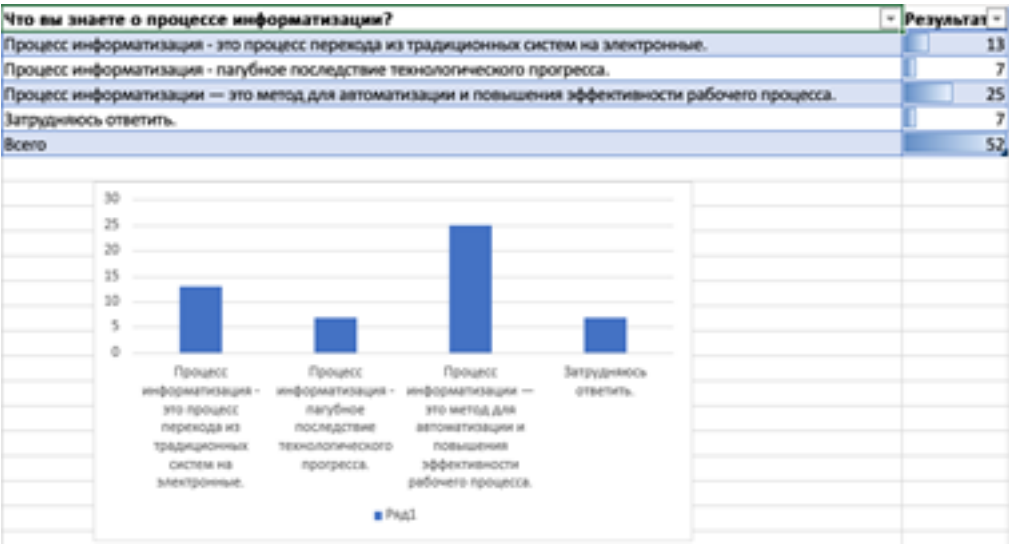 Что вы знаете о процессе информатизации? Результат
Процесс информатизация - это процесс перехода из традиционных систем на электронные. 13
Процесс информатизация - пагубное последствие технологического прогресса. 7
Процесс информатизации — это метод для автоматизации и повышения эффективности рабочего процесса. 25
Затрудняюсь ответить. 7
Всего 52
30
25
20
15
10
5
0
Процесс
информатизация -
это процесс
перехода из
традиционных
систем на
электронные.
Процесс
информатизация -
пагубное
последствие
технологического
прогресса.
Процесс
информатизации —
это метод для
автоматизации и
повышения
эффективности
рабочего процесса.
Затрудняюсь
ответить.
Ряд1